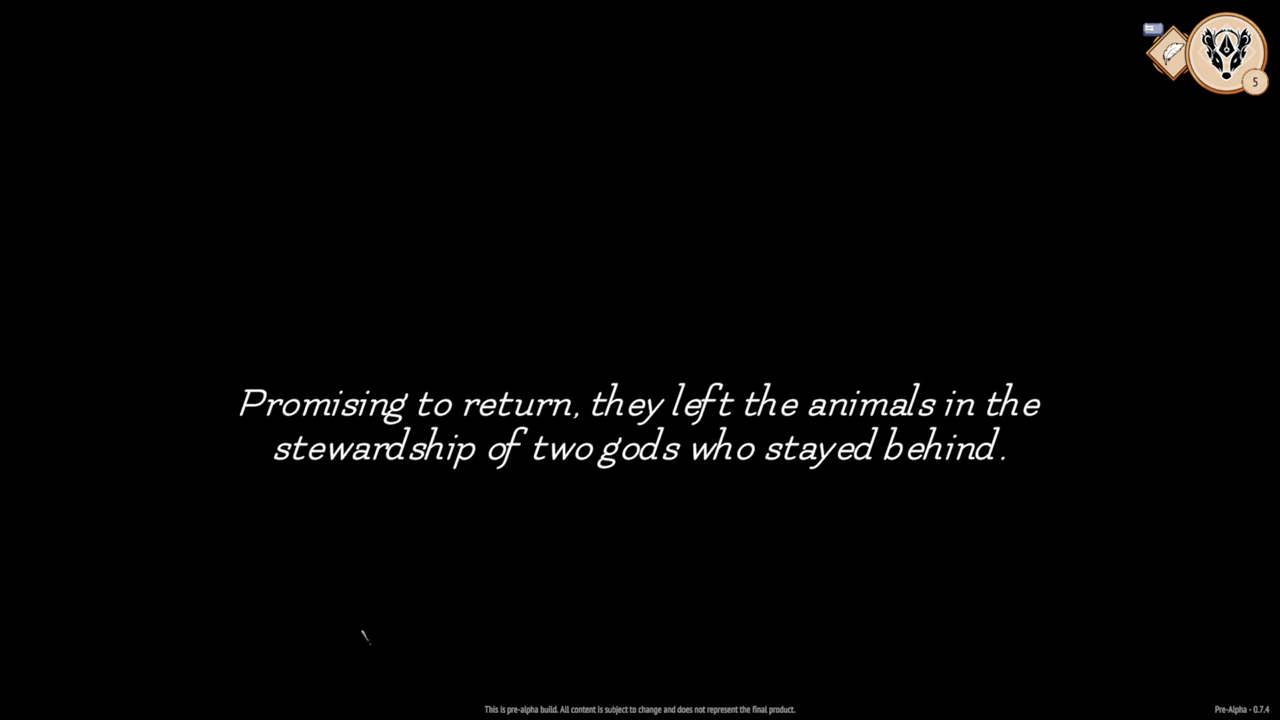 5
Promising to return, they left the animals in the
stewardship of two gods who stayed behind.
This is pre-alpha build. All content is subject to change and does not represent the final product.
Pre-Alpha - 0.7.4